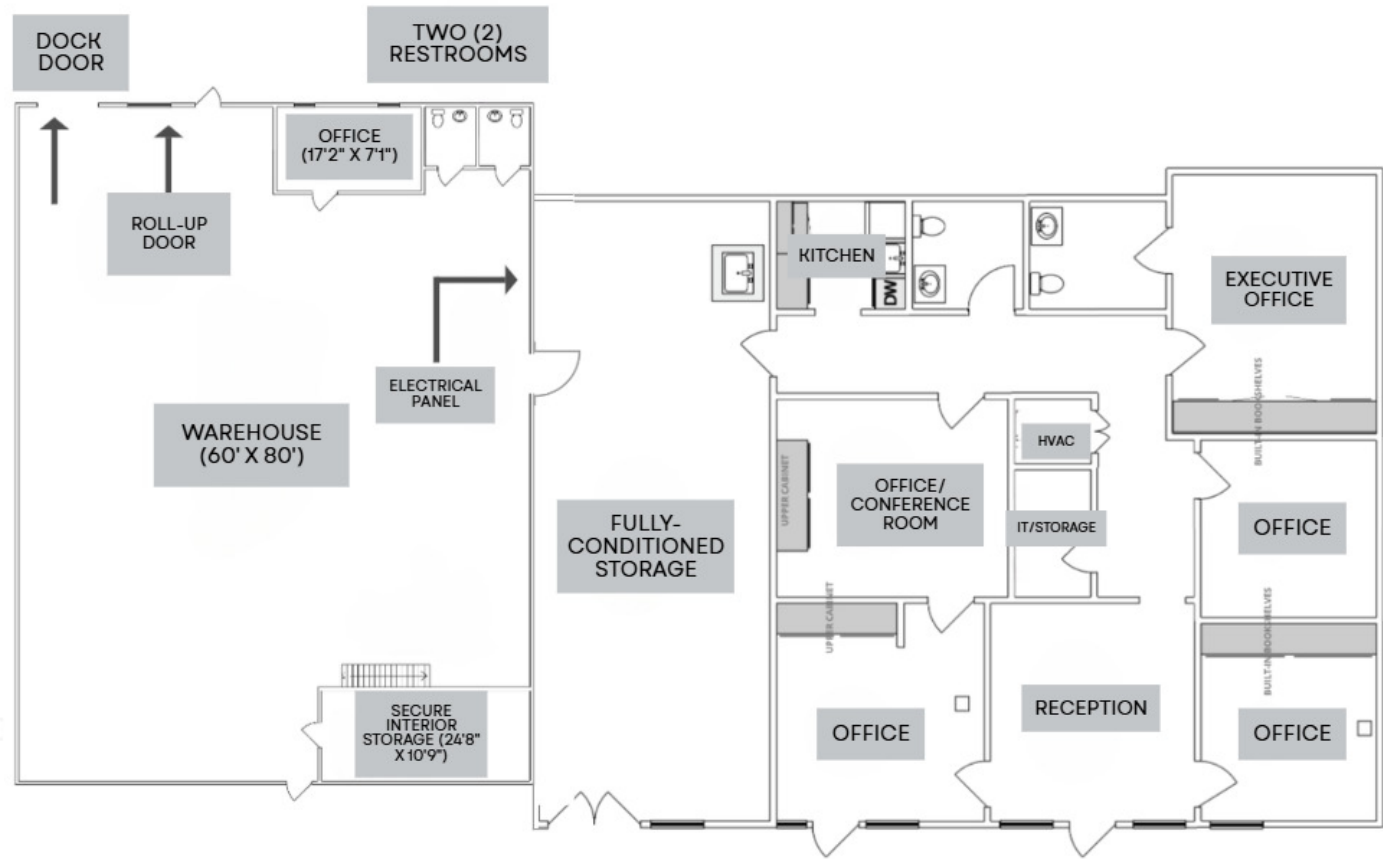 DOCK
DOOR
TWO (2)
RESTROOMS
OFFICE
(17'2" X 7'1")
ROLL-UP
DOOR
KITCHEN
DW
EXECUTIVE
OFFICE
ELECTRICAL
PANEL
WAREHOUSE
(60' X 80')
BUILT-IN BOOKSHELVES
HVAC
UPPER CABINET
OFFICE/
CONFERENCE
ROOM
FULLY-
CONDITIONED
STORAGE
IT/STORAGE
OFFICE
UPPER CABINET
BUILT-IN BOOKSHELVES
SECURE
INTERIOR
STORAGE (24'8"
X 10'9")
OFFICE
RECEPTION
OFFICE